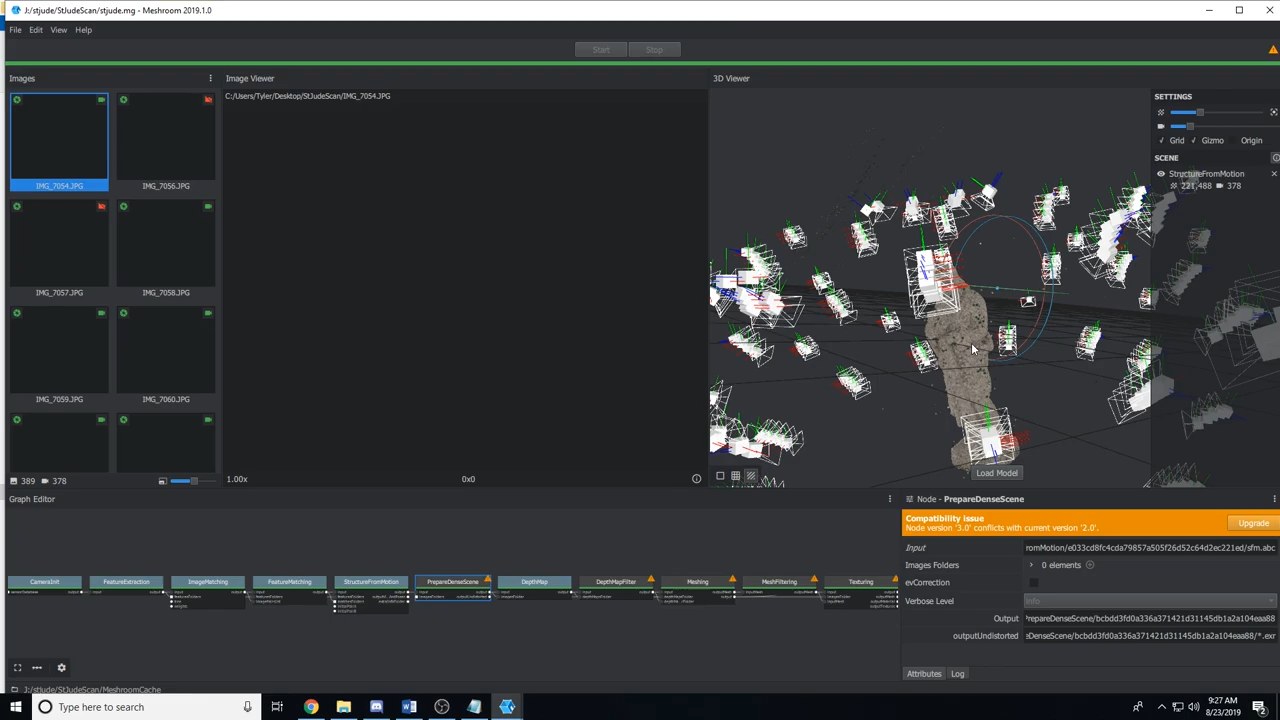 J:/stjude/StJudeScan/stjude.mg - Meshroom 2019.1.0
File Edit View Help
Start Stop
Images
Image Viewer
3D Viewer
C:/Users/Tyler/Desktop/StJudeScan/IMG_7054.JPG
IMG_7054.JPG
IMG_7056.JPG
IMG_7057.JPG
IMG_7058.JPG
IMG_7059.JPG
IMG_7060.JPG
389 378
1.00x
0x0
SETTINGS
Grid Gizmo Origin
SCENE
StructureFromMotion
221,488 378
Load Model
Graph Editor
CameraInit
FeatureExtraction
ImageMatching
FeatureMatching
StructureFromMotion
PrepareDenseScene
DepthMap
DepthMapFilter
Meshing
MeshFiltering
Texturing
Node - PrepareDenseScene
Compatibility issue
Node version '3.0' conflicts with current version '2.0'.
Upgrade
Input romMotion/e033cd8fc4cda79857a505f26d52c64d2ec221ed/sfm.abc
Images Folders 0 elements
evCorrection
Verbose Level
Output PrepareDenseScene/bcbdd3fd0a336a371421d31145db1a2a104eaa88
outputUndistorted eDenseScene/bcbdd3fd0a336a371421d31145db1a2a104eaa88/*.exr
Attributes Log
J:/stjude/StJudeScan/MeshroomCache
Type here to search
9:27 AM
8/23/2019
2